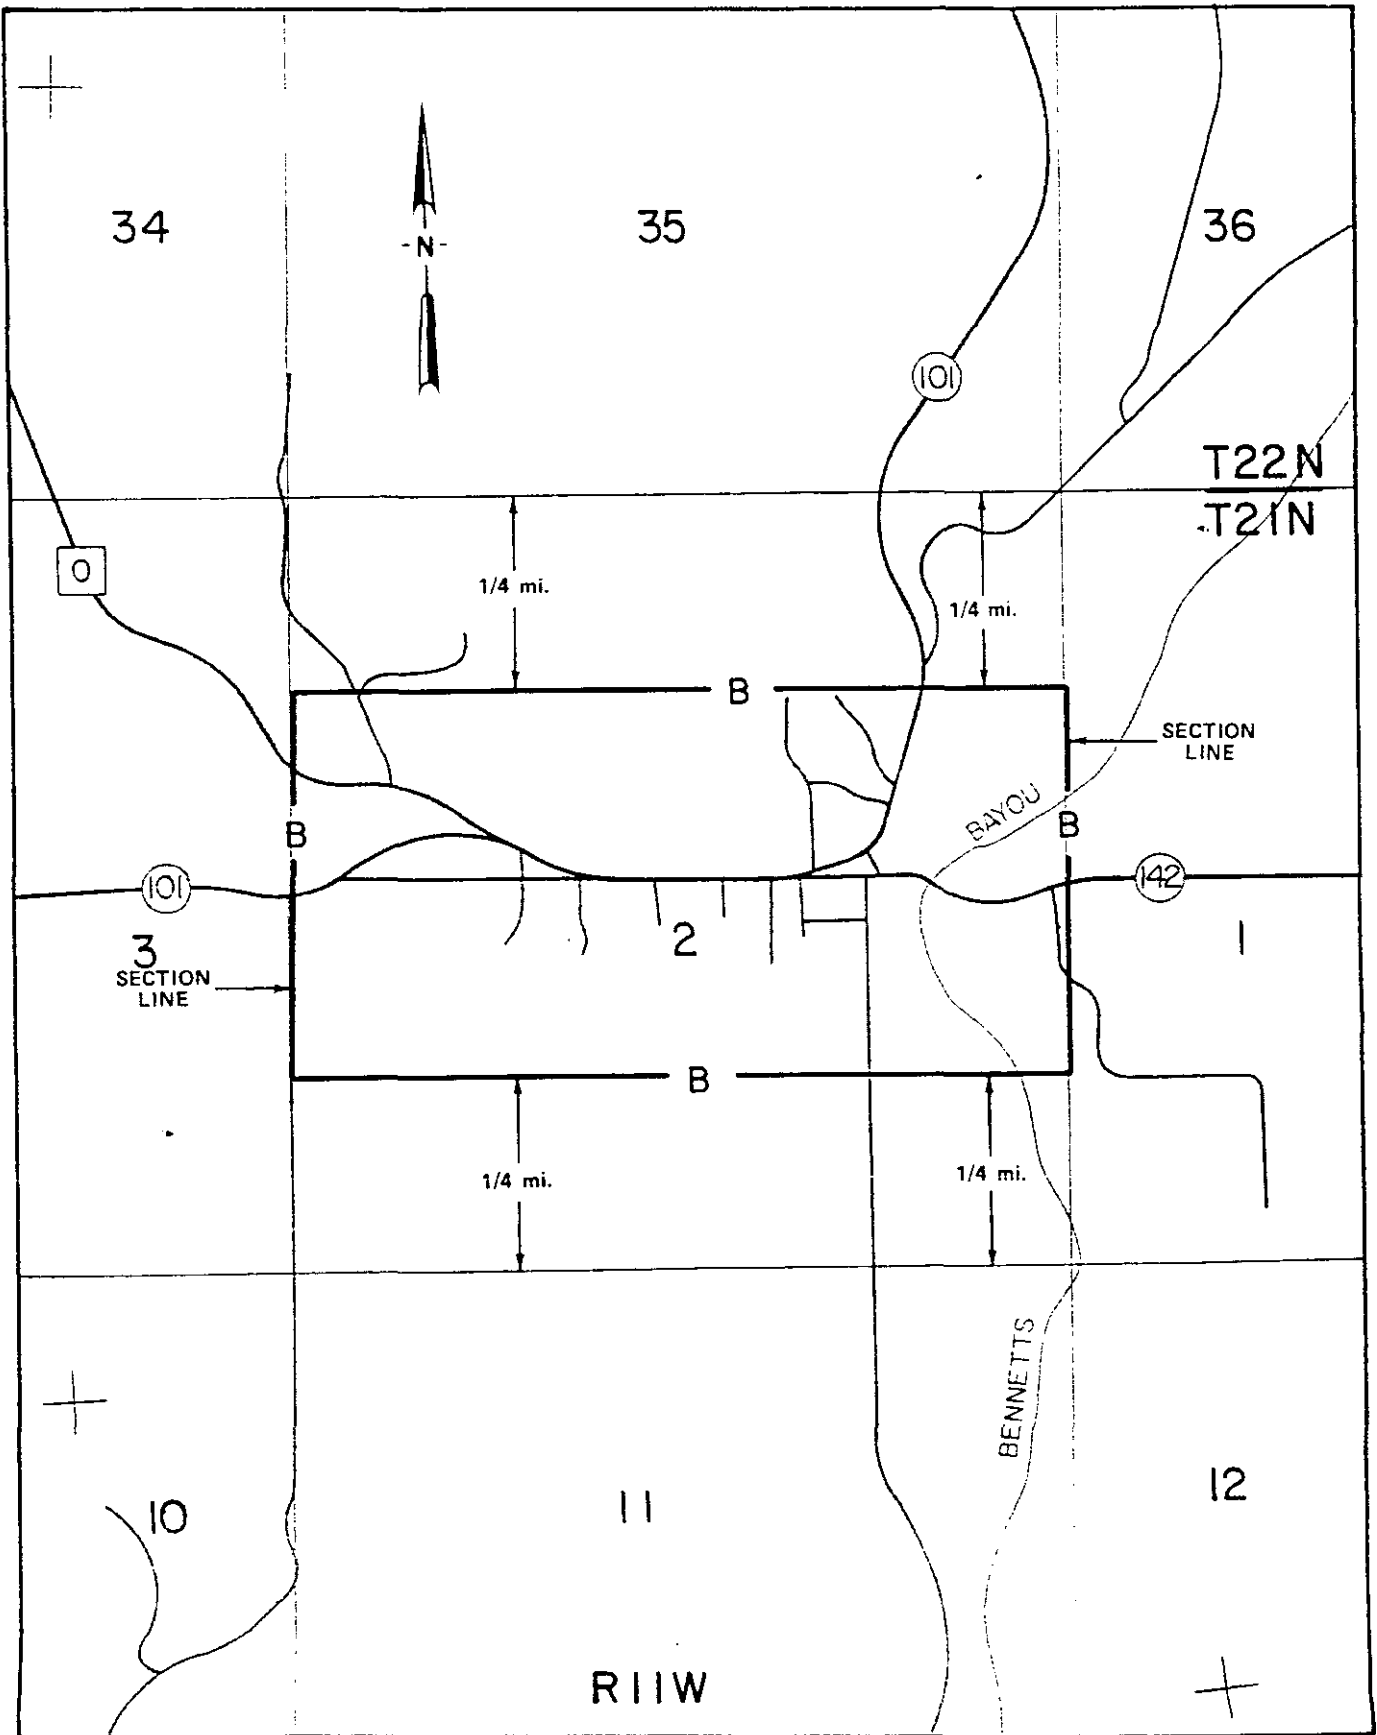 34
35
36
-N-
101
T22N
T21N
0
1/4 mi.
1/4 mi.
B
SECTION
LINE
BAYOU
B
B
101
142
3
2
1
SECTION
LINE
B
1/4 mi.
1/4 mi.
BENNETTS
10
11
12
R11W